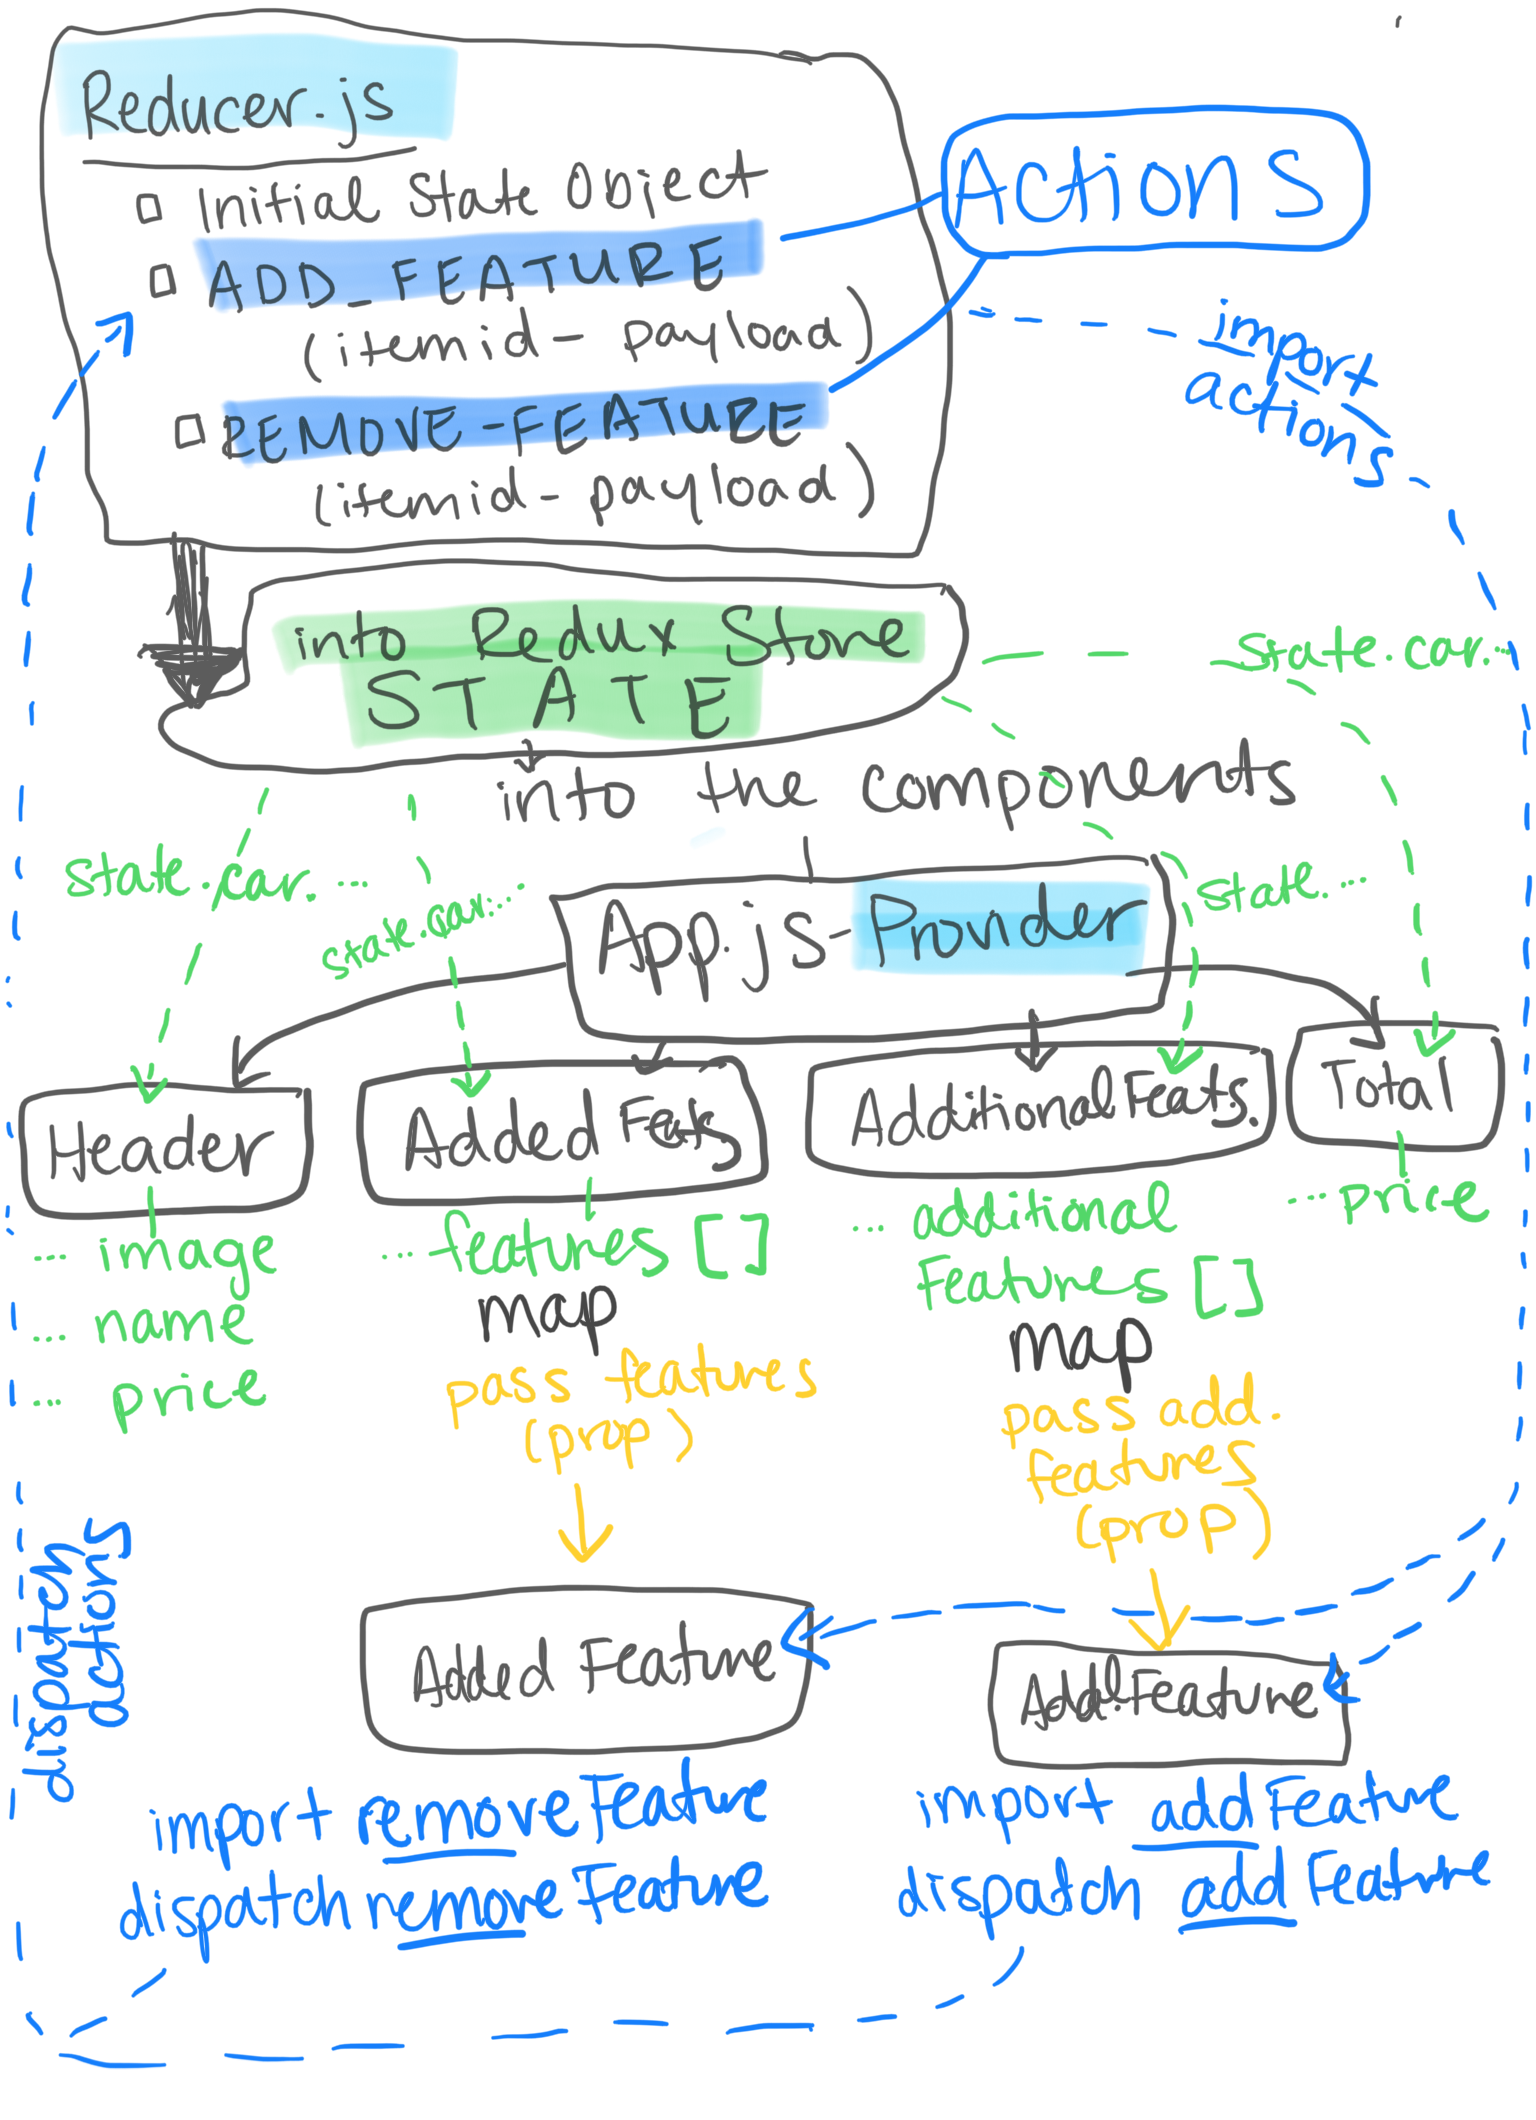 Reducer.js
Initial State Object
ADD_FEATURE
(itemid - payload)
REMOVE-FEATURE
(itemid - payload)
Actions
import
actions
into Redux Store
STATE
into the components
state.car....
state.car. ...
state.car....
state. ...
App.js - Provider
Header
Added Feats
Additional Feats.
Total
... image
... name
... price
... features []
map
pass features
(prop)
... additional
Features []
map
pass add.
features
(prop)
... price
dispatch
actions
Added Feature
Add'l. Feature
import removeFeature
dispatch removeFeature
import addFeature
dispatch addFeature